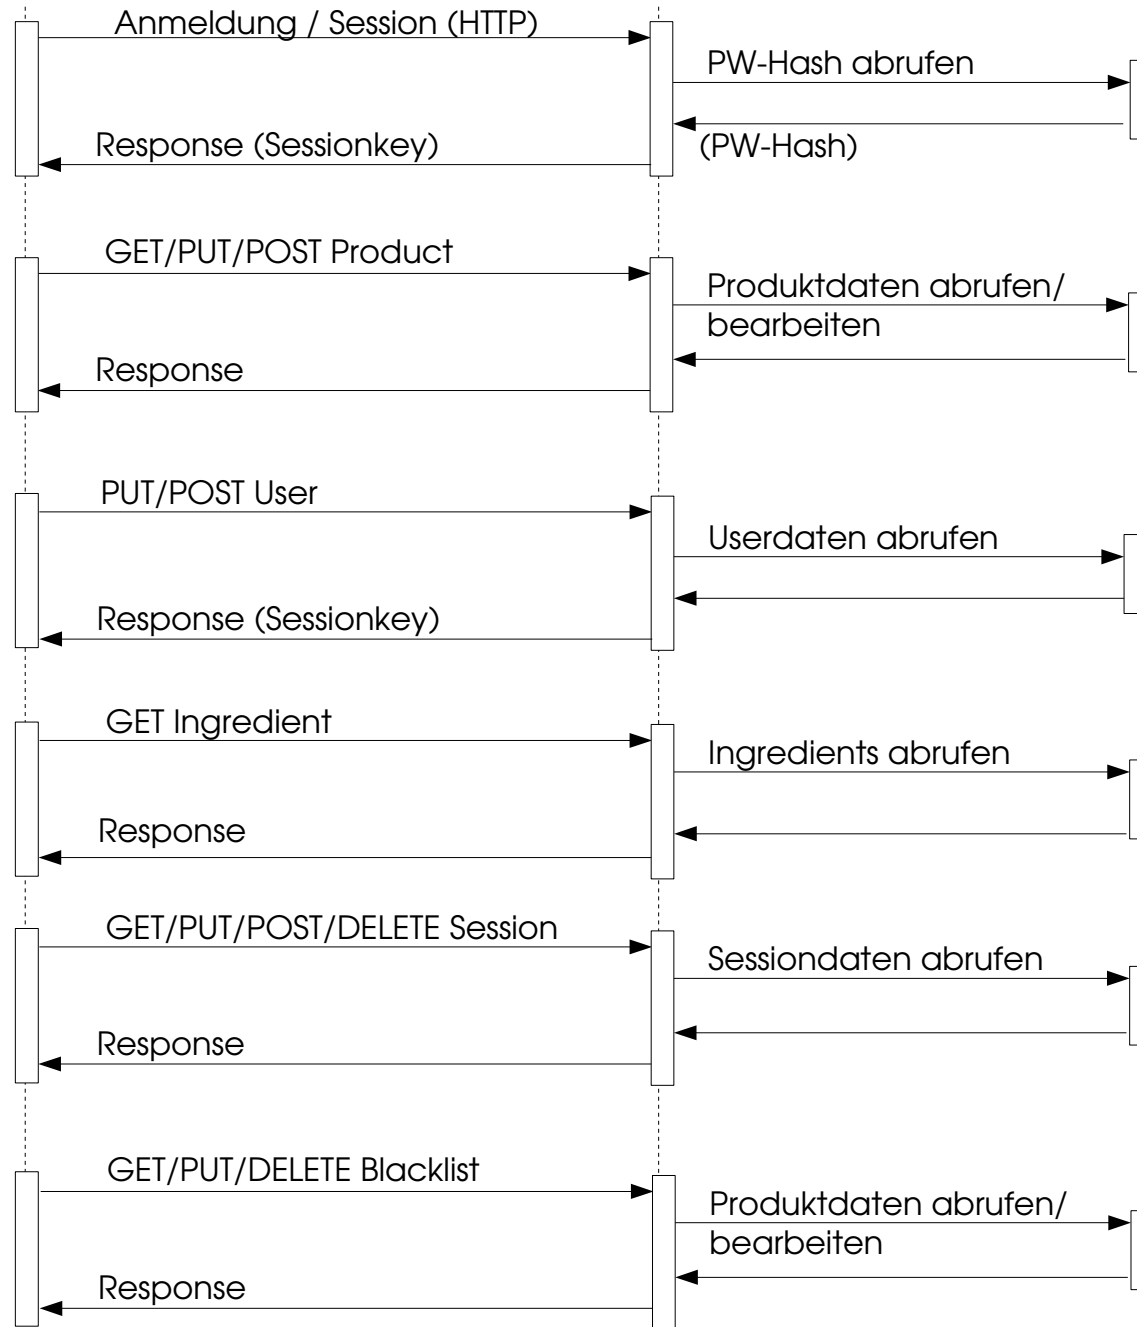 Anmeldung / Session (HTTP)
PW-Hash abrufen
Response (Sessionkey)
(PW-Hash)
GET/PUT/POST Product
Produktdaten abrufen/
bearbeiten
Response
PUT/POST User
Userdaten abrufen
Response (Sessionkey)
GET Ingredient
Ingredients abrufen
Response
GET/PUT/POST/DELETE Session
Sessiondaten abrufen
Response
GET/PUT/DELETE Blacklist
Produktdaten abrufen/
bearbeiten
Response